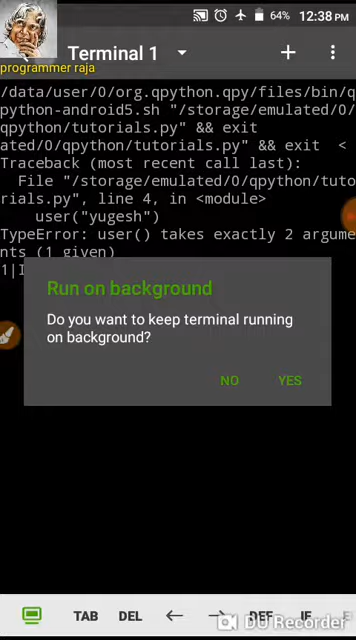 64% 12:38 PM
Terminal 1
programmer raja
/data/user/0/org.qpython.qpy/files/bin/q
python-android5.sh "/storage/emulated/0/
qpython/tutorials.py" && exit
ated/0/qpython/tutorials.py" && exit  <
Traceback (most recent call last):
  File "/storage/emulated/0/qpython/tuto
rials.py", line 4, in <module>
    user("yugesh")
TypeError: user() takes exactly 2 argume
nts (1 given)
1|I
Run on background
Do you want to keep terminal running
on background?
NO YES
TAB DEL ← → DEF IF
DU Recorder